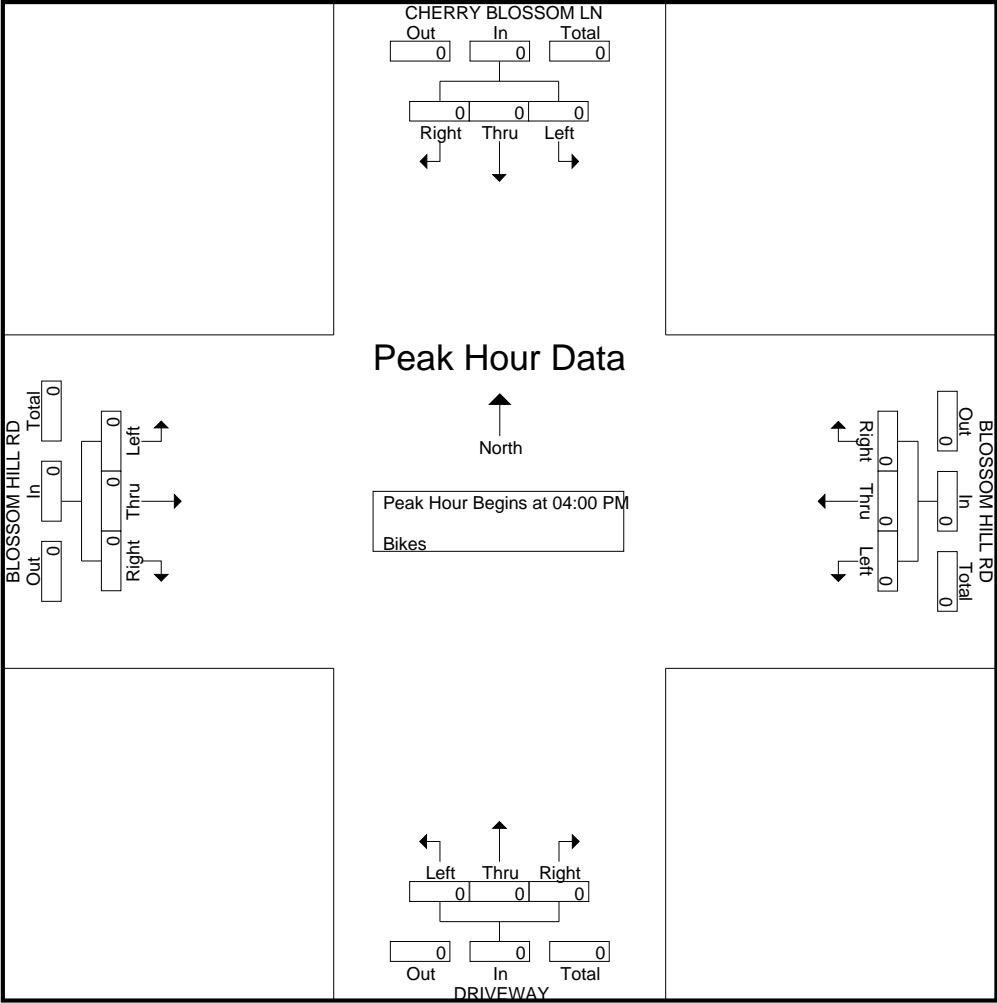 CHERRY BLOSSOM LN
Out In Total
0 0 0
0 0 0
Right Thru Left
Peak Hour Data
North
Peak Hour Begins at 04:00 PM
Bikes
BLOSSOM HILL RD
Out In Total
0 0 0
0 0 0
Right Thru Left
BLOSSOM HILL RD
Out In Total
0 0 0
0 0 0
Right Thru Left
Left Thru Right
0 0 0
0 0 0
Out In Total
DRIVEWAY